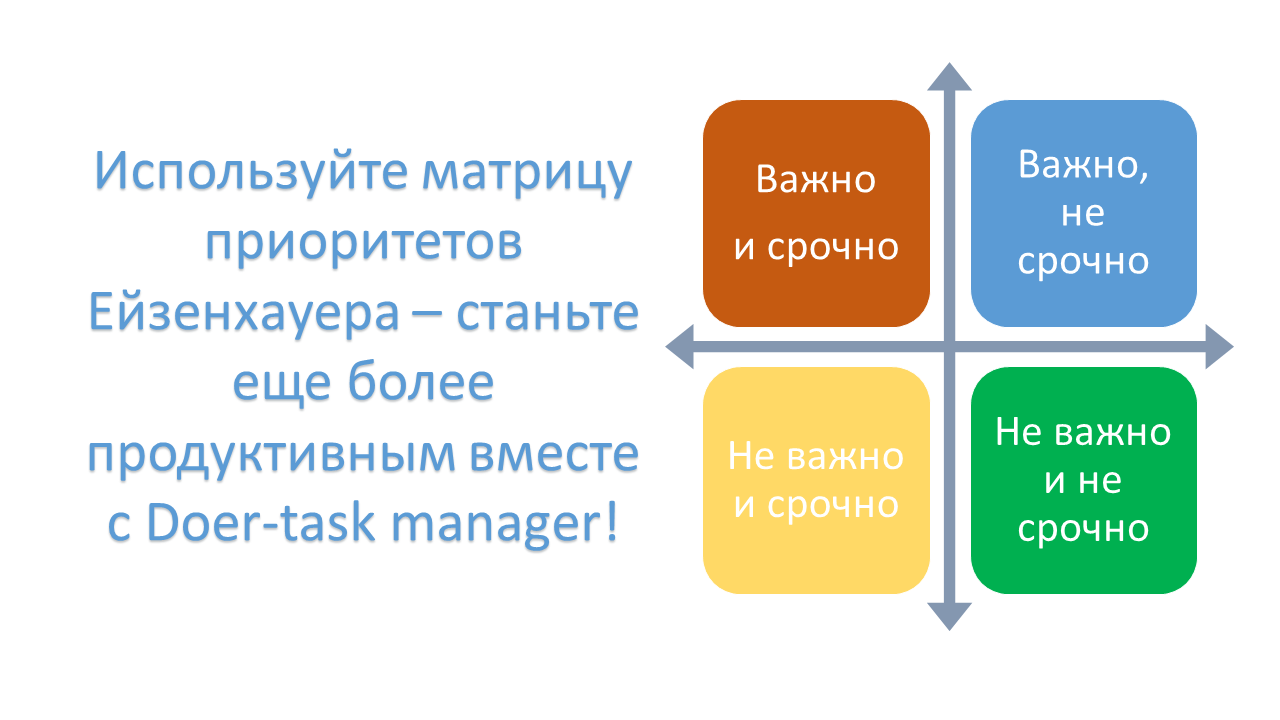 Используйте матрицу
приоритетов
Ейзенхауера – станьте
еще более
продуктивным вместе
с Doer-task manager!
Важно
и срочно
Важно,
не
срочно
Не важно
и срочно
Не важно
и не
срочно